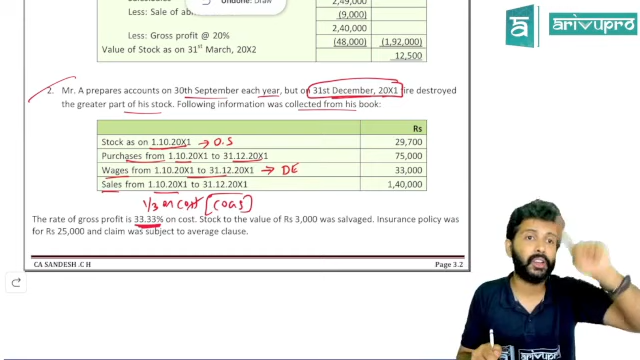 Undone: Draw
2,49,000
Less: Sale of
(9,000)
2,40,000
Less: Gross profit @ 20%
(48,000) (1,92,000)
Value of Stock as on 31st March, 20X2
12,500
arivupro
2. Mr. A prepares accounts on 30th September each year, but on 31st December, 20X1 fire destroyed
the greater part of his stock. Following information was collected from his book:
Rs
Stock as on 1.10.20X1 → O.S 29,700
Purchases from 1.10.20X1 to 31.12.20X1 75,000
Wages from 1.10.20X1 to 31.12.20X1 → DE 33,000
Sales from 1.10.20X1 to 31.12.20X1 1,40,000
1/3 on cost [COGS]
The rate of gross profit is 33.33% on cost. Stock to the value of Rs 3,000 was salvaged. Insurance policy was
for Rs 25,000 and claim was subject to average clause.
CA SANDESH .C H Page 3.2